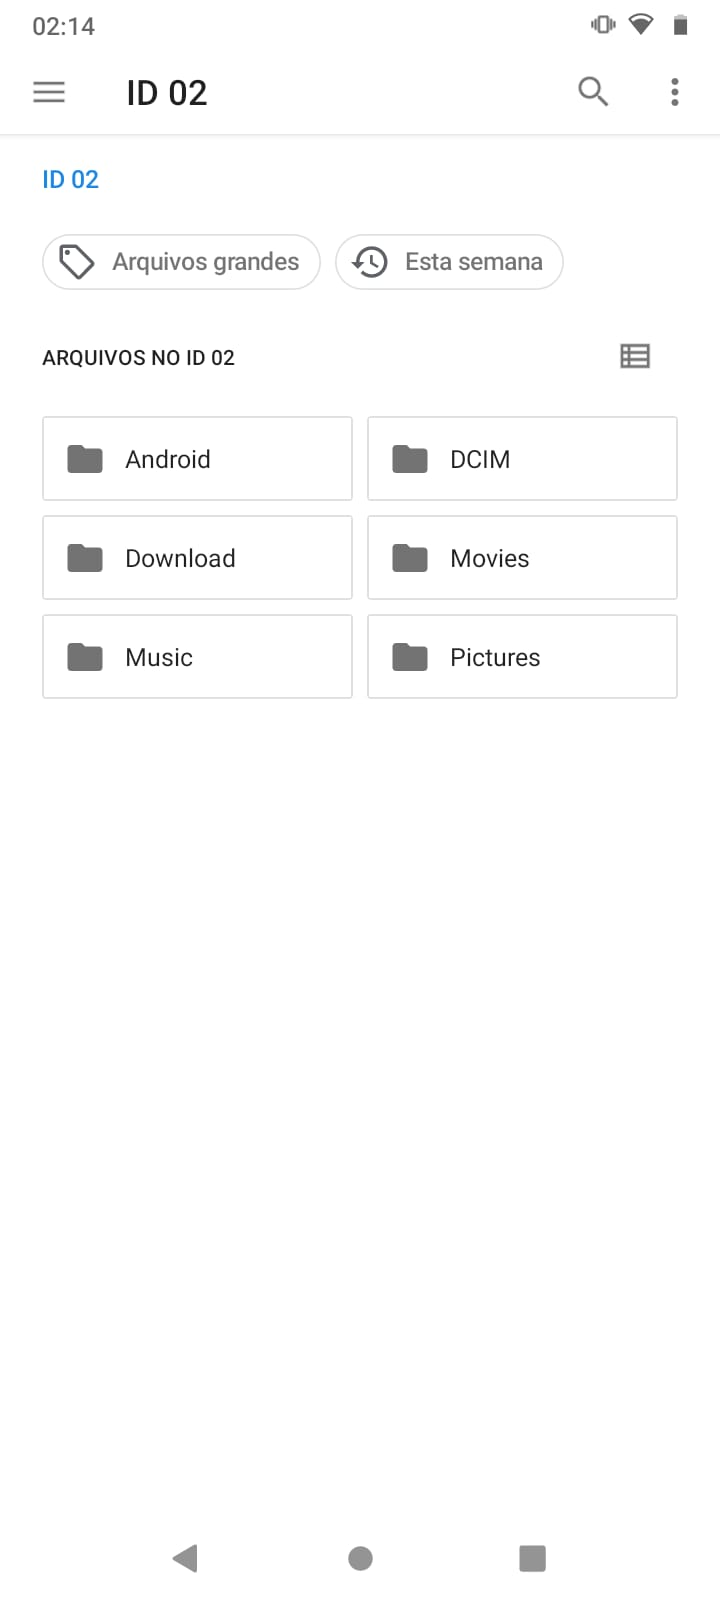 02:14
ID 02
ID 02
Arquivos grandes
Esta semana
ARQUIVOS NO ID 02
Android
DCIM
Download
Movies
Music
Pictures